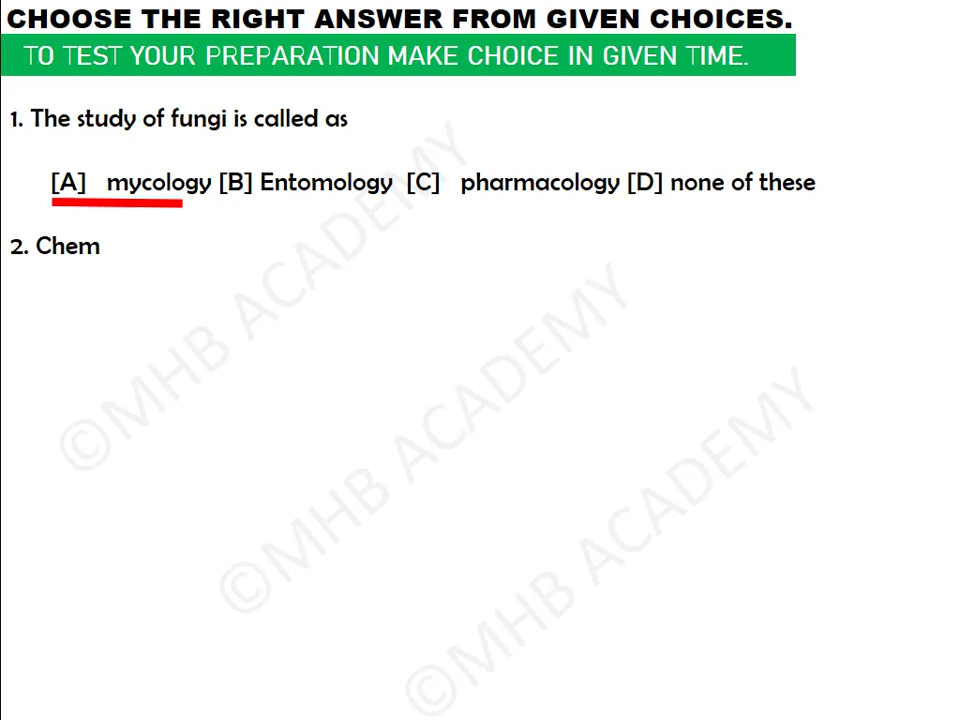 CHOOSE THE RIGHT ANSWER FROM GIVEN CHOICES.
TO TEST YOUR PREPARATION MAKE CHOICE IN GIVEN TIME.
1. The study of fungi is called as
[A] mycology [B] Entomology [C] pharmacology [D] none of these
2. Chem
©MHB ACADEMY
©MHB ACADEMY
©MHB ACADEMY